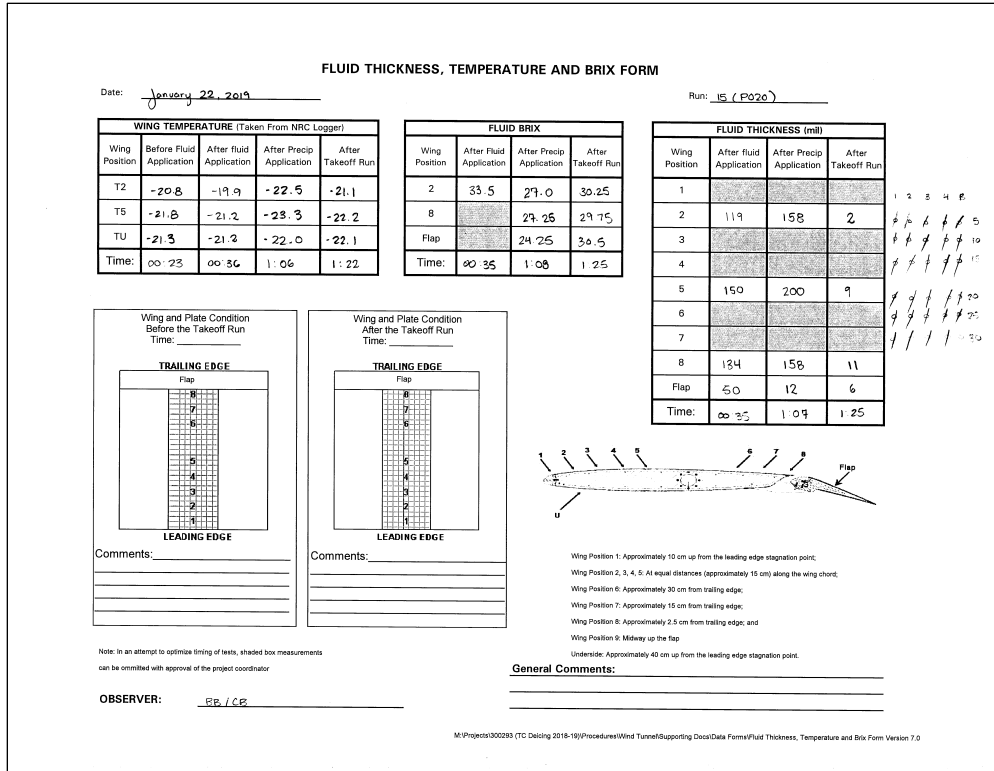 FLUID THICKNESS, TEMPERATURE AND BRIX FORM
Date: January 22, 2019
Run: 15 (P020)
WING TEMPERATURE (Taken From NRC Logger)
Wing Position Before Fluid Application After fluid Application After Precip Application After Takeoff Run
T2 -20.8 -19.9 -22.5 -21.1
T5 -21.8 -21.2 -23.3 -22.2
TU -21.3 -21.2 -22.0 -22.1
Time: 00:23 00:36 1:06 1:22
FLUID BRIX
Wing Position After Fluid Application After Precip Application After Takeoff Run
2 33.5 27.0 30.25
8 27.25 29.75
Flap 24.25 30.5
Time: 00:35 1:08 1:25
FLUID THICKNESS (mil)
Wing Position After fluid Application After Precip Application After Takeoff Run
1
2 119 158 2
3
4
5 150 200 9
6
7
8 134 158 11
Flap 50 12 6
Time: 00:35 1:07 1:25
1 2 3 4 8
5
10
15
20
25
30
Wing and Plate Condition
Before the Takeoff Run
Time:
TRAILING EDGE
Flap
8
7
6
5
4
3
2
1
LEADING EDGE
Comments:
Wing and Plate Condition
After the Takeoff Run
Time:
TRAILING EDGE
Flap
8
7
6
5
4
3
2
1
LEADING EDGE
Comments:
1 2 3 4 5 6 7 8 Flap
U
Wing Position 1: Approximately 10 cm up from the leading edge stagnation point;
Wing Position 2, 3, 4, 5: At equal distances (approximately 15 cm) along the wing chord;
Wing Position 6: Approximately 30 cm from trailing edge;
Wing Position 7: Approximately 15 cm from trailing edge;
Wing Position 8: Approximately 2.5 cm from trailing edge; and
Wing Position 9: Midway up the flap
Underside: Approximately 40 cm up from the leading edge stagnation point.
Note: In an attempt to optimize timing of tests, shaded box measurements
can be ommitted with approval of the project coordinator
General Comments:
OBSERVER: BB / CB
M:\Projects\300293 (TC Deicing 2018-19)\Procedures\Wind Tunnel\Supporting Docs\Data Forms\Fluid Thickness, Temperature and Brix Form Version 7.0